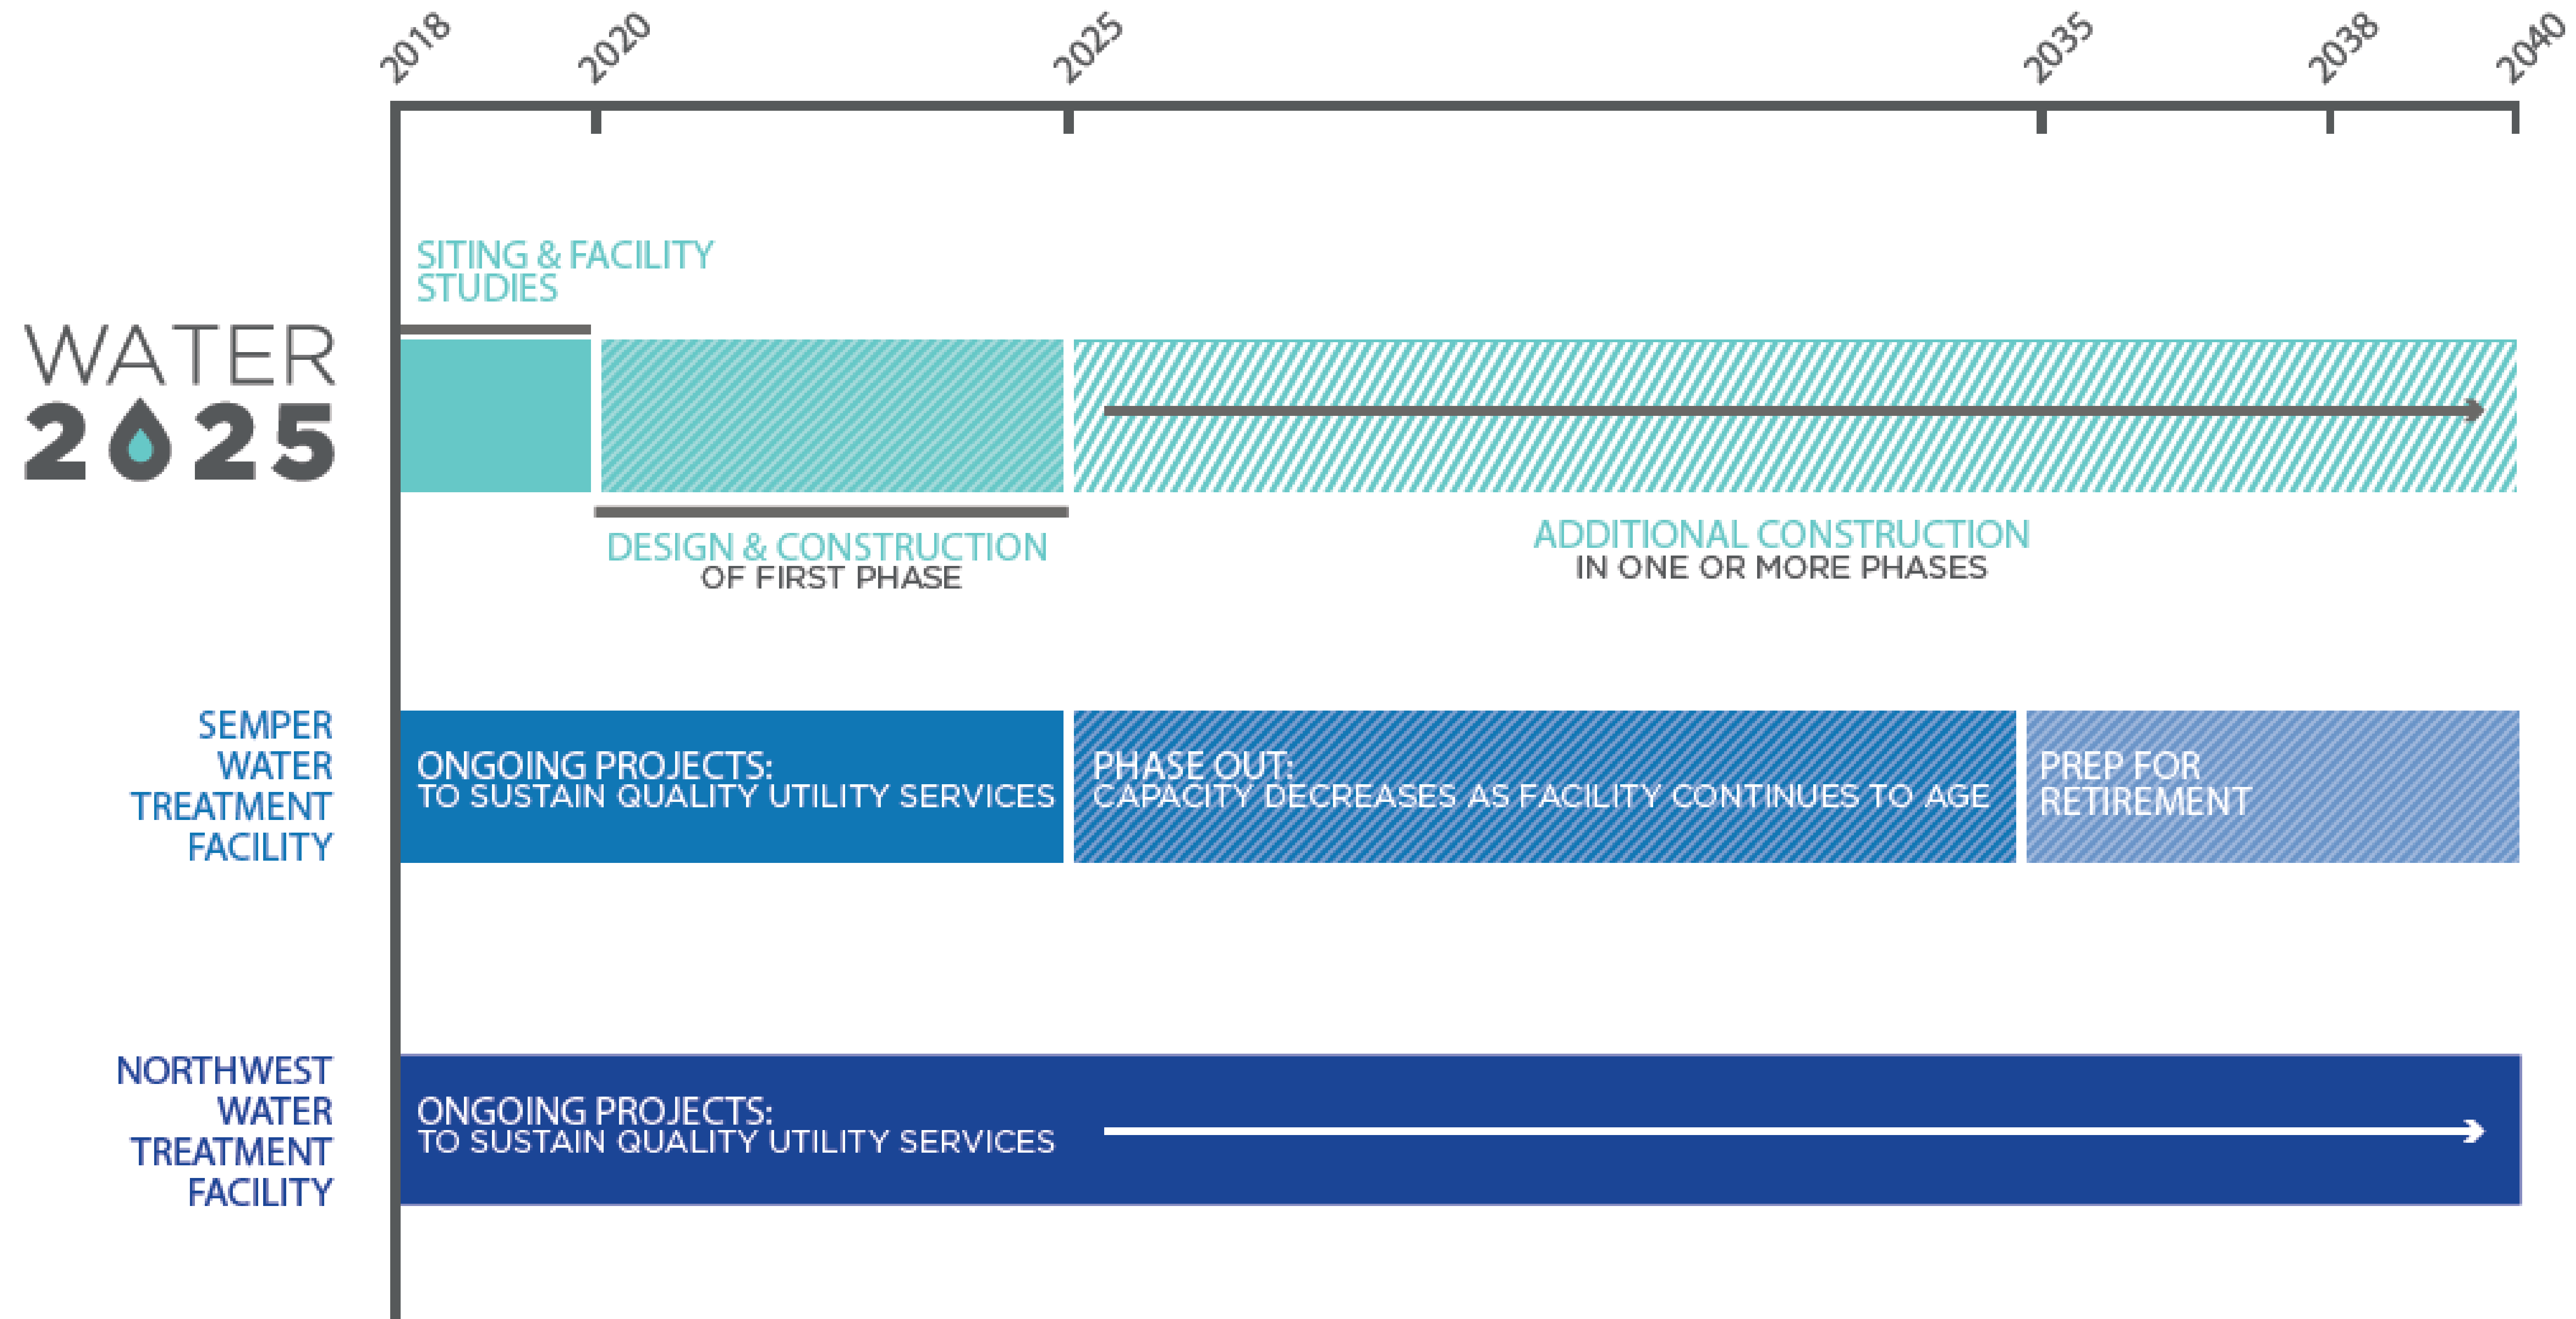 2018 2020 2025 2035 2038 2040
SITING & FACILITY
STUDIES
WATER
2025
DESIGN & CONSTRUCTION
OF FIRST PHASE
ADDITIONAL CONSTRUCTION
IN ONE OR MORE PHASES
SEMPER
WATER
TREATMENT
FACILITY
ONGOING PROJECTS:
TO SUSTAIN QUALITY UTILITY SERVICES
PHASE OUT:
CAPACITY DECREASES AS FACILITY CONTINUES TO AGE
PREP FOR
RETIREMENT
NORTHWEST
WATER
TREATMENT
FACILITY
ONGOING PROJECTS:
TO SUSTAIN QUALITY UTILITY SERVICES